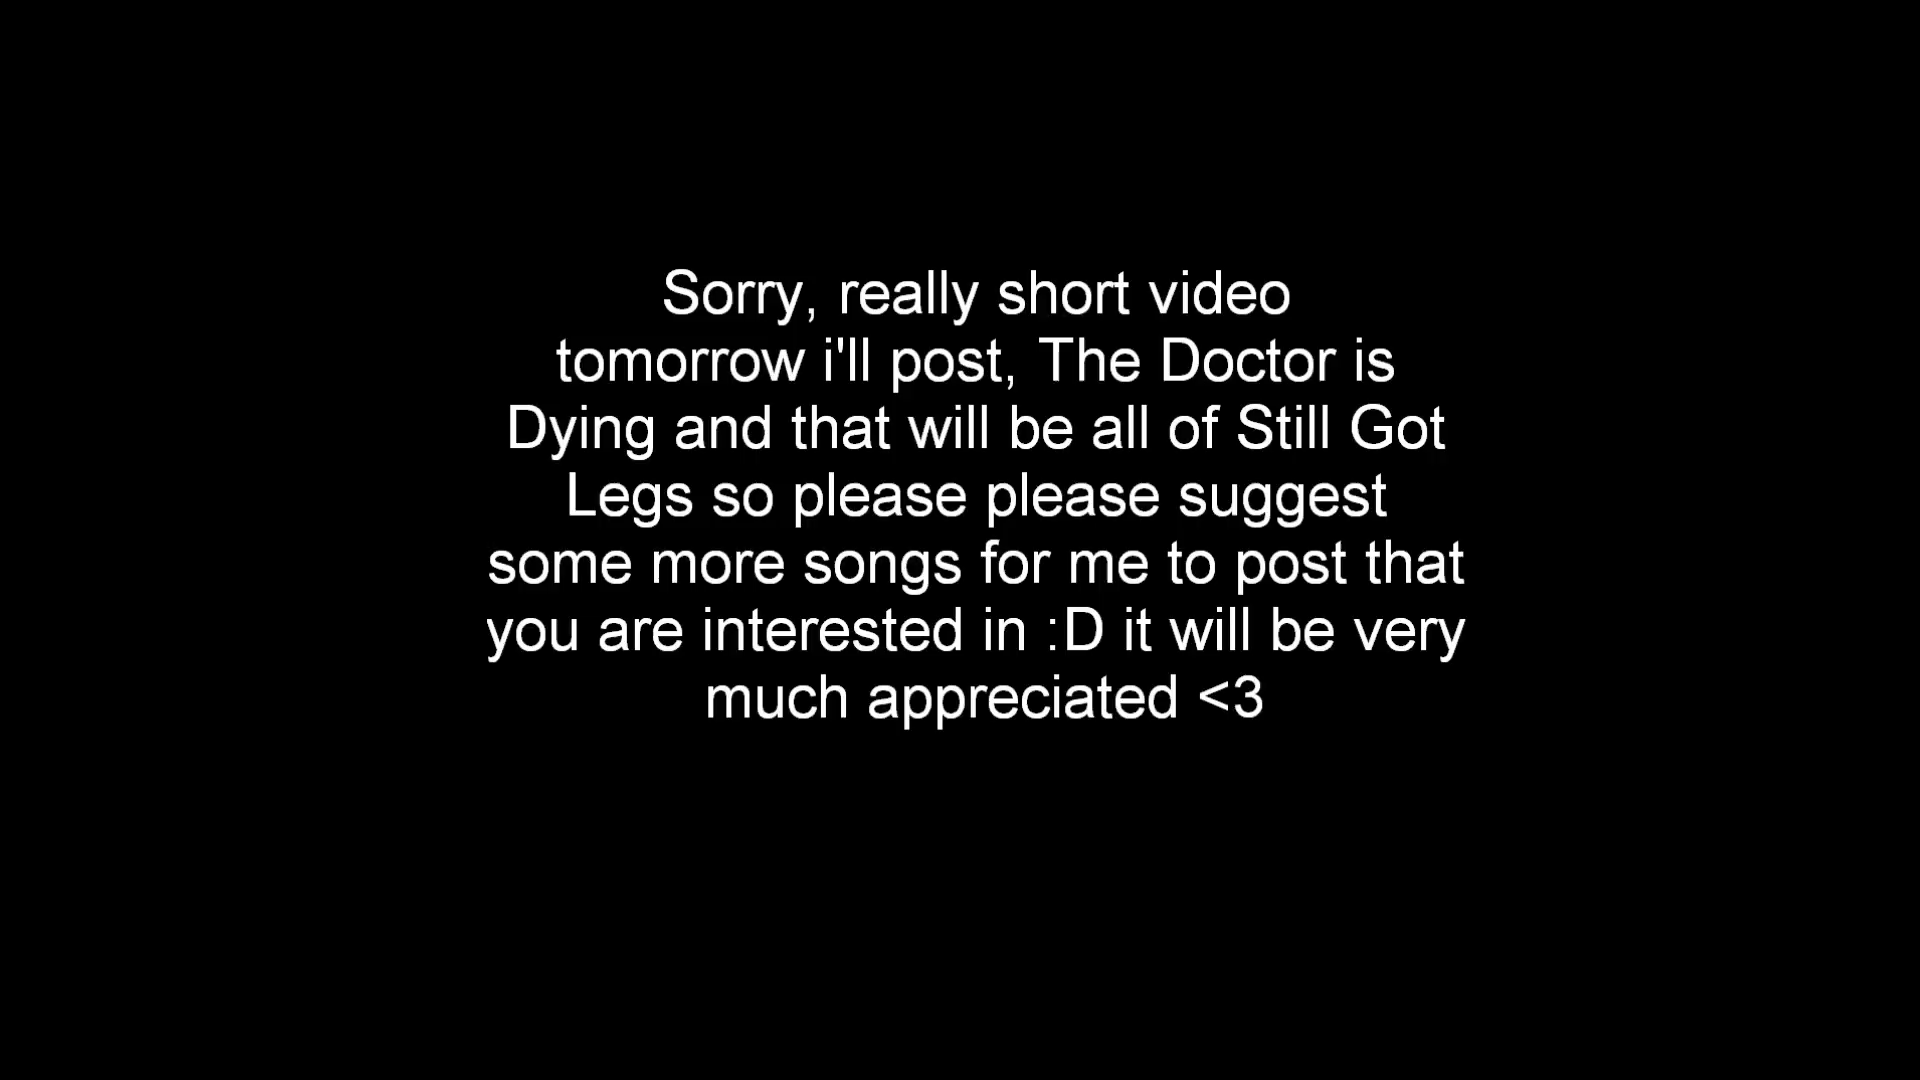 Sorry, really short video
tomorrow i'll post, The Doctor is
Dying and that will be all of Still Got
Legs so please please suggest
some more songs for me to post that
you are interested in :D it will be very
much appreciated <3